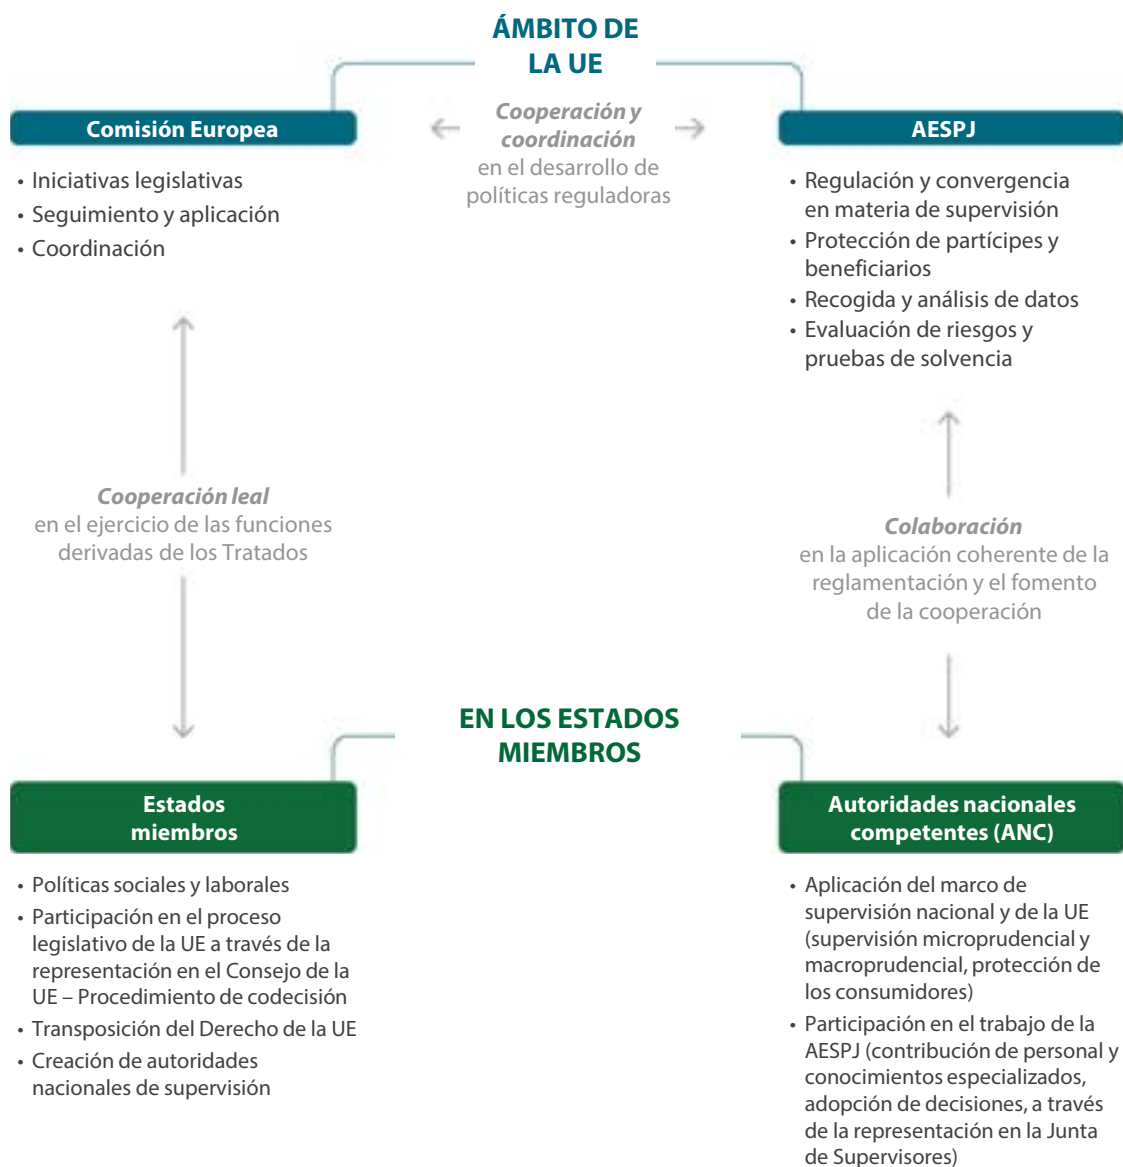 ÁMBITO DE
LA UE
Comisión Europea
• Iniciativas legislativas
• Seguimiento y aplicación
• Coordinación
Cooperación y
coordinación
en el desarrollo de
políticas reguladoras
AESPJ
• Regulación y convergencia
en materia de supervisión
• Protección de partícipes y
beneficiarios
• Recogida y análisis de datos
• Evaluación de riesgos y
pruebas de solvencia
Cooperación leal
en el ejercicio de las funciones
derivadas de los Tratados
Colaboración
en la aplicación coherente de la
reglamentación y el fomento
de la cooperación
EN LOS ESTADOS
MIEMBROS
Estados
miembros
• Políticas sociales y laborales
• Participación en el proceso
legislativo de la UE a través de la
representación en el Consejo de la
UE – Procedimiento de codecisión
• Transposición del Derecho de la UE
• Creación de autoridades
nacionales de supervisión
Autoridades nacionales
competentes (ANC)
• Aplicación del marco de
supervisión nacional y de la UE
(supervisión microprudencial y
macroprudencial, protección de
los consumidores)
• Participación en el trabajo de la
AESPJ (contribución de personal y
conocimientos especializados,
adopción de decisiones, a través
de la representación en la Junta
de Supervisores)